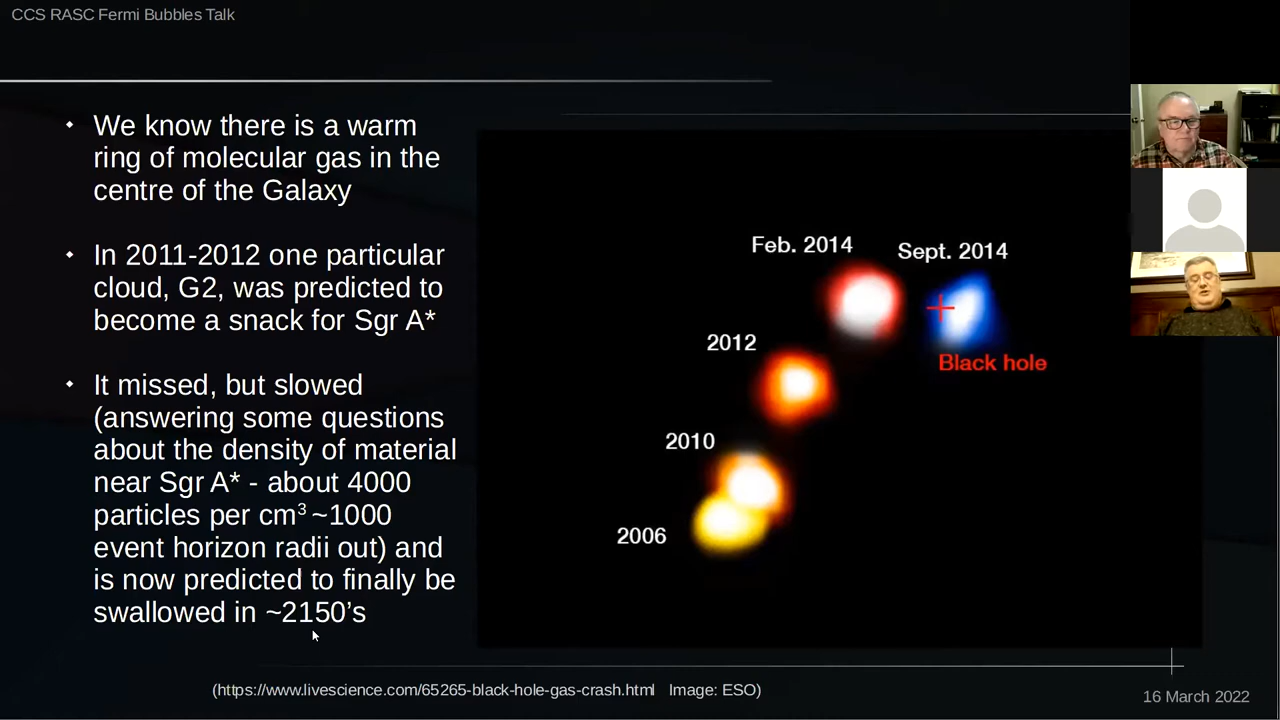 CCS RASC Fermi Bubbles Talk
We know there is a warm
ring of molecular gas in the
centre of the Galaxy
In 2011-2012 one particular
cloud, G2, was predicted to
become a snack for Sgr A*
It missed, but slowed
(answering some questions
about the density of material
near Sgr A* - about 4000
particles per cm³ ~1000
event horizon radii out) and
is now predicted to finally be
swallowed in ~2150’s
Feb. 2014
Sept. 2014
2012
Black hole
2010
2006
(https://www.livescience.com/65265-black-hole-gas-crash.html Image: ESO)
16 March 2022